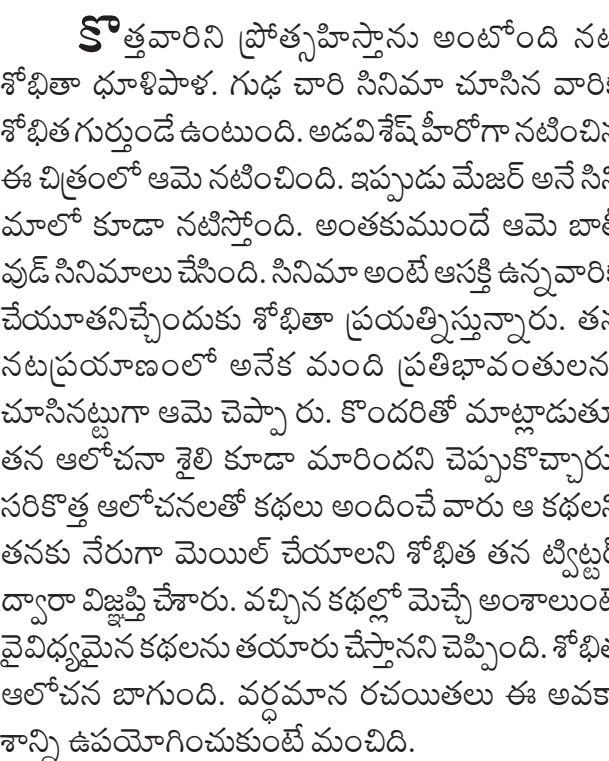 కొత్తవారిని ప్రోత్సహిస్తాను అంటోంది నటి
శోభితా ధూళిపాళ. గుఢ చారి సినిమా చూసిన వారికి
శోభిత గుర్తుండే ఉంటుంది. అడవి శేష్ హీరోగా నటించిన
ఈ చిత్రంలో ఆమె నటించింది. ఇప్పుడు మేజర్ అనే సిని
మాలో కూడా నటిస్తోంది. అంతకుముందే ఆమె బాలీ
వుడ్ సినిమాలు చేసింది. సినిమా అంటే ఆసక్తి ఉన్నవారికి
చేయూతనిచ్చేందుకు శోభితా ప్రయత్నిస్తున్నారు. తన
నటప్రయాణంలో అనేక మంది ప్రతిభావంతులను
చూసినట్టుగా ఆమె చెప్పా రు. కొందరితో మాట్లాడుతూ
తన ఆలోచనా శైలి కూడా మారిందని చెప్పుకొచ్చారు.
సరికొత్త ఆలోచనలతో కథలు అందించే వారు ఆ కథలని
తనకు నేరుగా మెయిల్ చేయాలని శోభిత తన ట్విట్టర్
ద్వారా విజ్ఞప్తి చేశారు. వచ్చిన కథల్లో మెచ్చే అంశాలుంటే
వైవిధ్యమైన కథలను తయారు చేస్తానని చెప్పింది. శోభిత
ఆలోచన బాగుంది. వర్ధమాన రచయితలు ఈ అవకా
శాన్ని ఉపయోగించుకుంటే మంచిది.